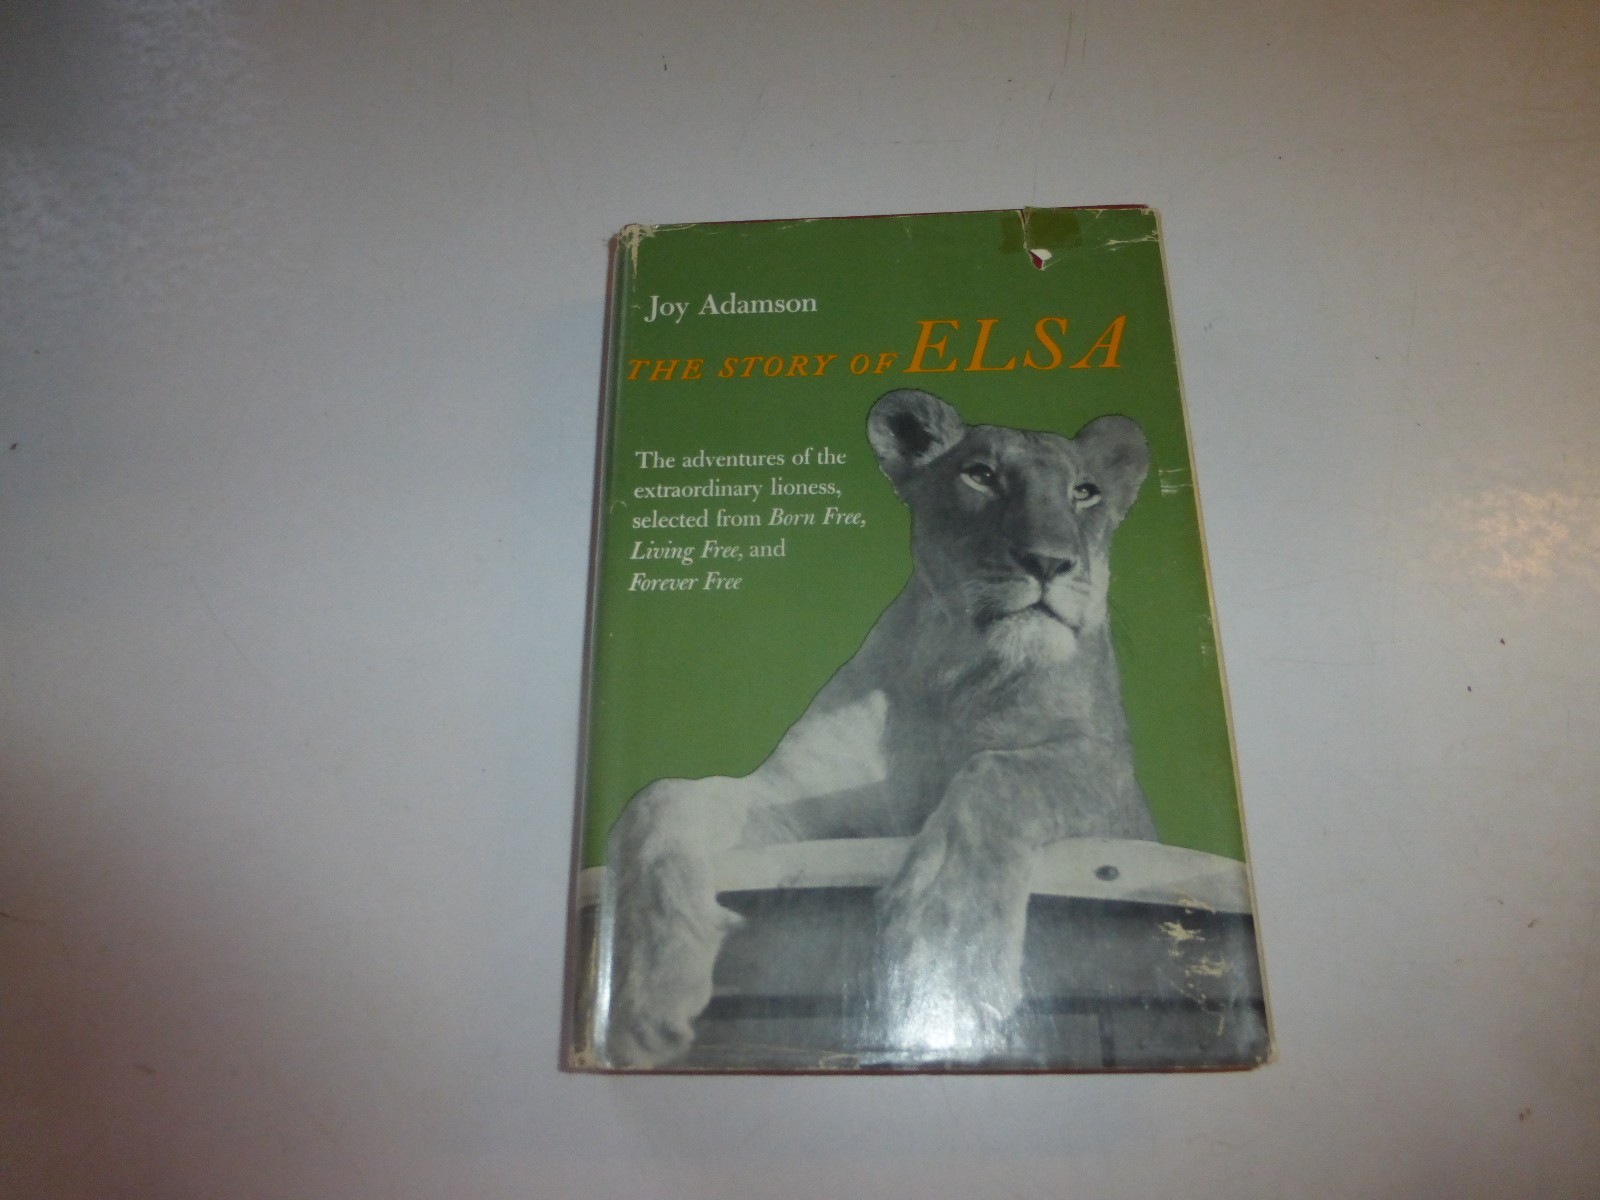 Joy Adamson
THE STORY OF ELSA
The adventures of the
extraordinary lioness,
selected from Born Free,
Living Free, and
Forever Free